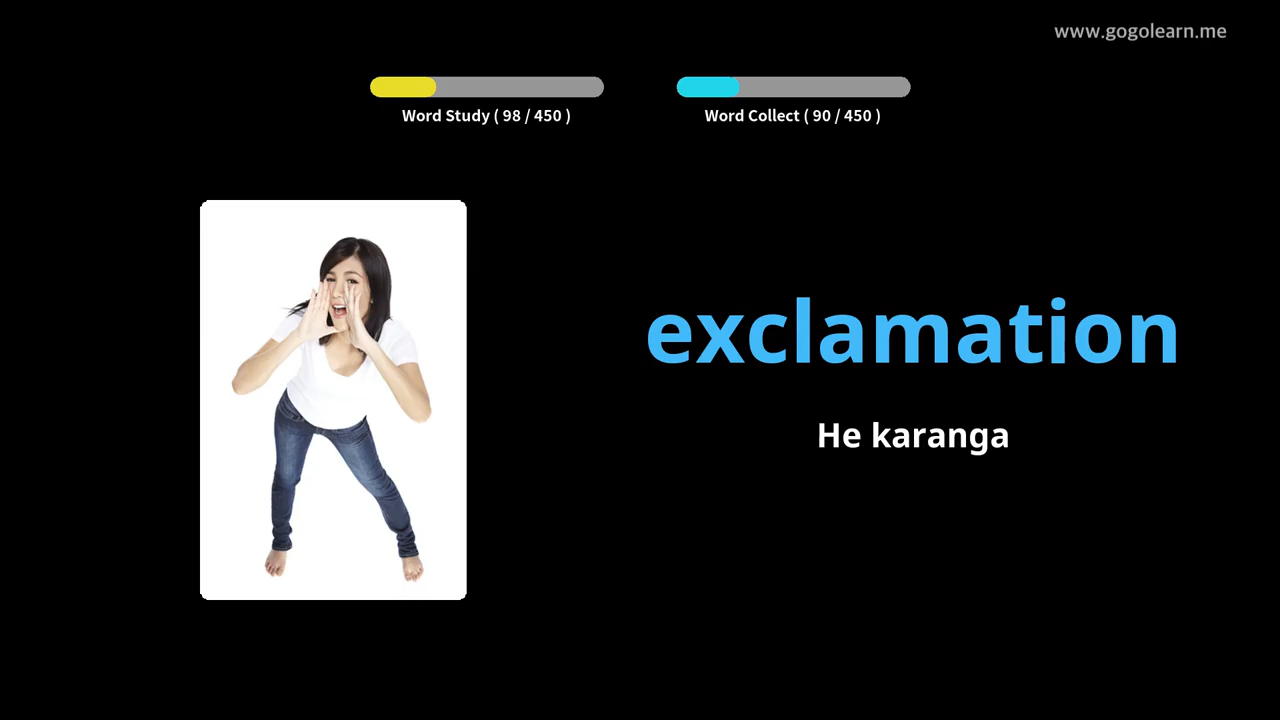 www.gogolearn.me
Word Study ( 98 / 450 )
Word Collect ( 90 / 450 )
exclamation
He karanga